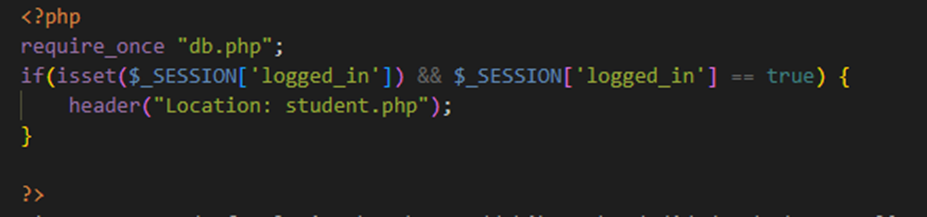 <?php
require_once "db.php";
if(isset($_SESSION['logged_in']) && $_SESSION['logged_in'] == true) {
    header("Location: student.php");
}
?>